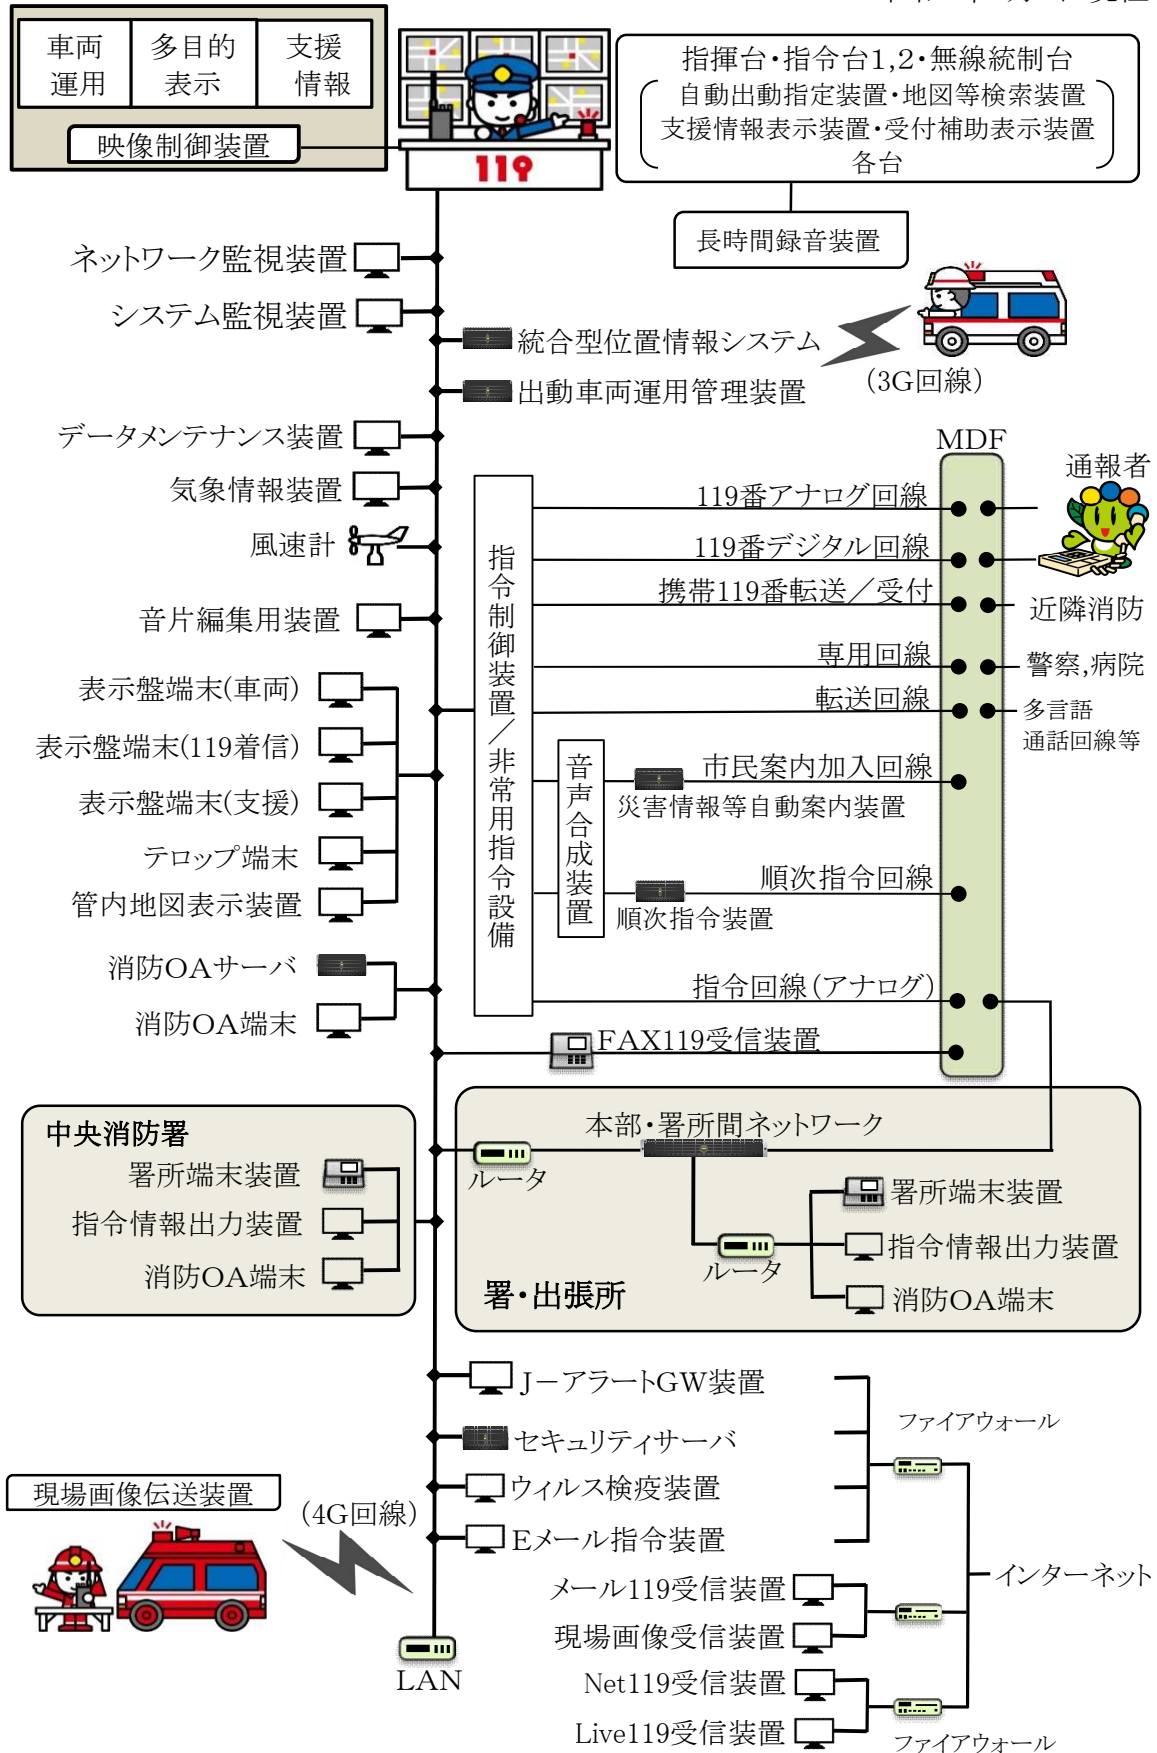 車両
運用
多目的
表示
支援
情報
映像制御装置
119
指揮台・指令台1,2・無線統制台
自動出動指定装置・地図等検索装置
支援情報表示装置・受付補助表示装置
各台
長時間録音装置
ネットワーク監視装置
システム監視装置
統合型位置情報システム
(3G回線)
出動車両運用管理装置
データメンテナンス装置
気象情報装置
風速計
音片編集用装置
MDF
通報者
119番アナログ回線
119番デジタル回線
携帯119番転送／受付
近隣消防
専用回線
警察,病院
転送回線
多言語
通話回線等
指令制御装置／非常用指令設備
音声合成装置
市民案内加入回線
災害情報等自動案内装置
順次指令回線
順次指令装置
指令回線(アナログ)
FAX119受信装置
表示盤端末(車両)
表示盤端末(119着信)
表示盤端末(支援)
テロップ端末
管内地図表示装置
消防OAサーバ
消防OA端末
中央消防署
署所端末装置
指令情報出力装置
消防OA端末
本部・署所間ネットワーク
ルータ
署所端末装置
指令情報出力装置
ルータ
消防OA端末
署・出張所
J－アラートGW装置
セキュリティサーバ
ウィルス検疫装置
Eメール指令装置
ファイアウォール
現場画像伝送装置
(4G回線)
インターネット
メール119受信装置
現場画像受信装置
Net119受信装置
Live119受信装置
ファイアウォール
LAN